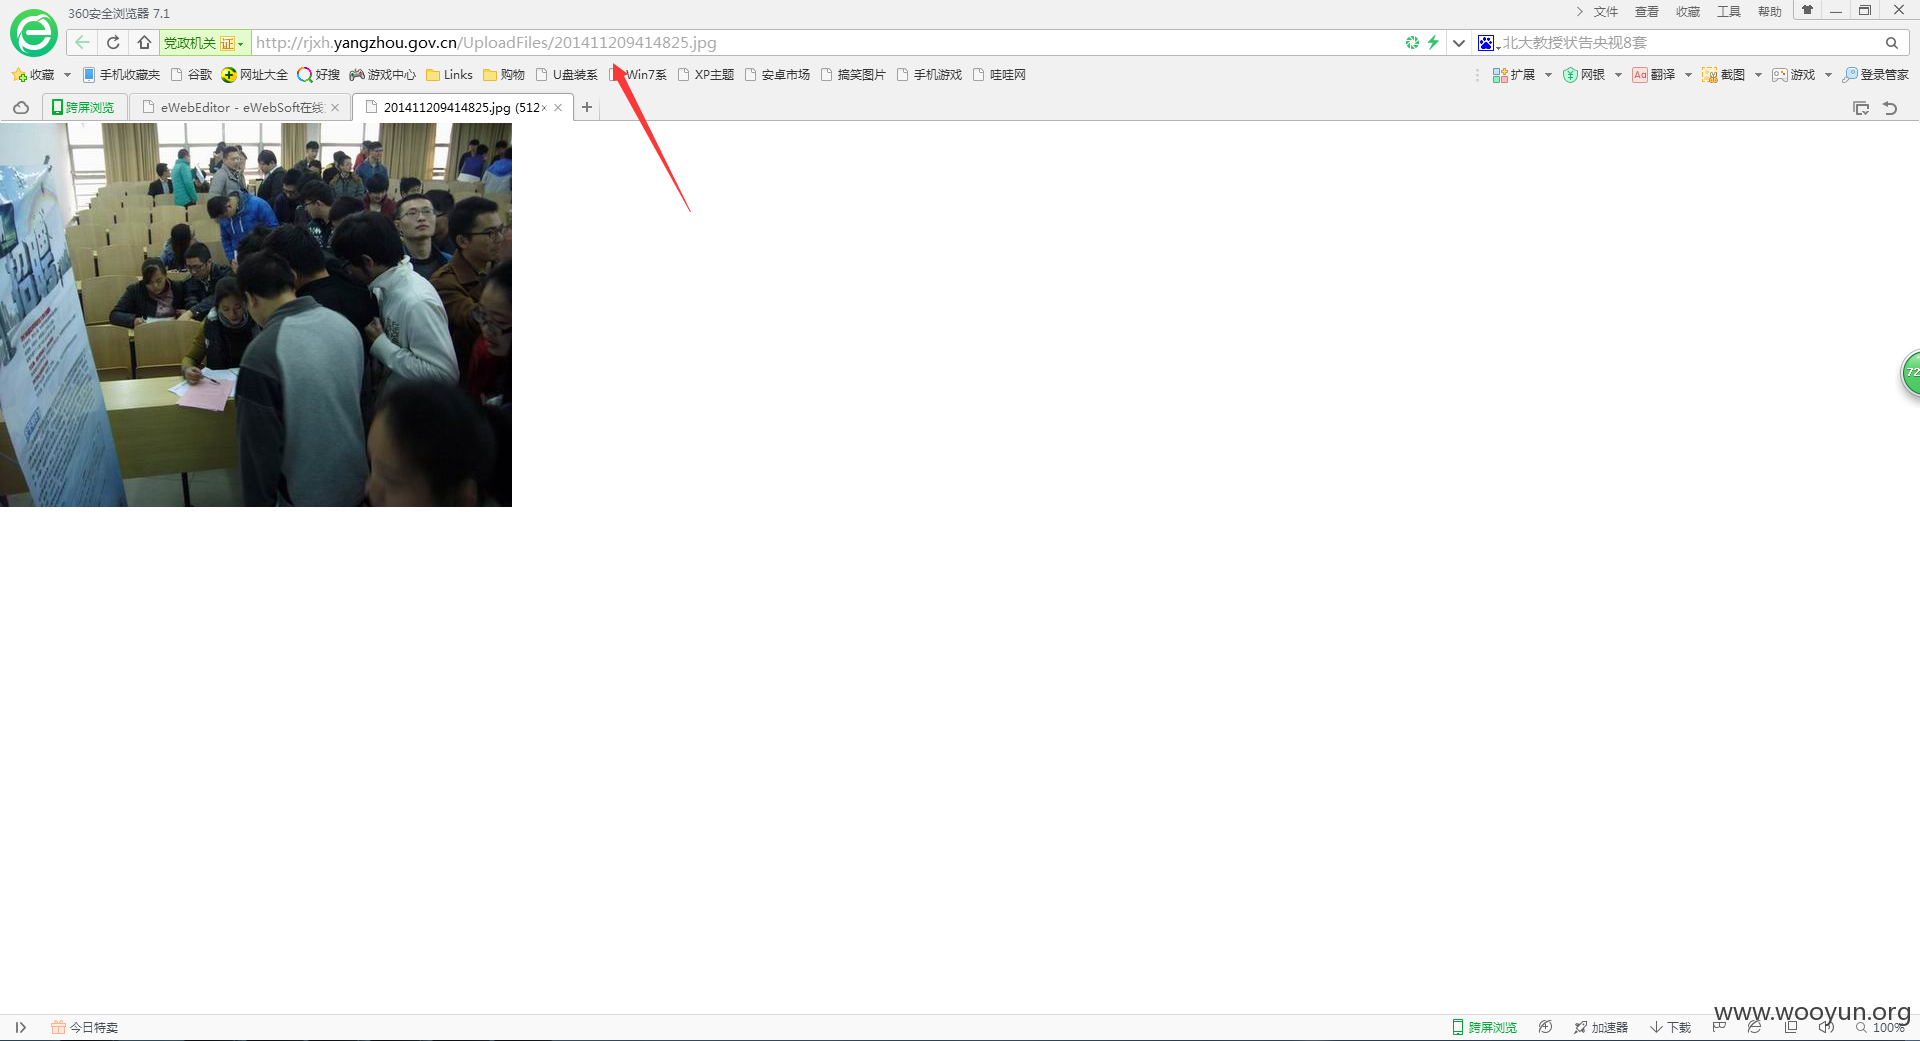 360安全浏览器 7.1
文件 查看 收藏 工具 帮助
党政机关 证 http://rjxh.yangzhou.gov.cn/UploadFiles/201411209414825.jpg
北大教授状告央视8套
收藏 手机收藏夹 谷歌 网址大全 好搜 游戏中心 Links 购物 U盘装系 Win7系 XP主题 安卓市场 搞笑图片 手机游戏 哇哇网
扩展 网银 翻译 截图 游戏 登录管家
跨屏浏览 eWebEditor - eWebSoft在线 201411209414825.jpg (512×
招聘
72
www.wooyun.org
今日特卖
跨屏浏览 加速器 下载 100%